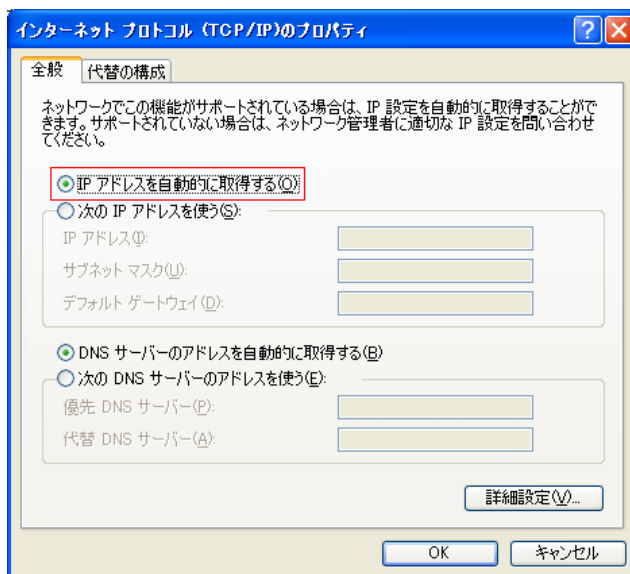 インターネット プロトコル (TCP/IP)のプロパティ
全般
代替の構成
ネットワークでこの機能がサポートされている場合は、IP 設定を自動的に取得することがで
きます。サポートされていない場合は、ネットワーク管理者に適切な IP 設定を問い合わせ
てください。
IP アドレスを自動的に取得する(O)
次の IP アドレスを使う(S):
IP アドレス(I):
サブネット マスク(U):
デフォルト ゲートウェイ(D):
DNS サーバーのアドレスを自動的に取得する(B)
次の DNS サーバーのアドレスを使う(E):
優先 DNS サーバー(P):
代替 DNS サーバー(A):
詳細設定(V)...
OK
キャンセル